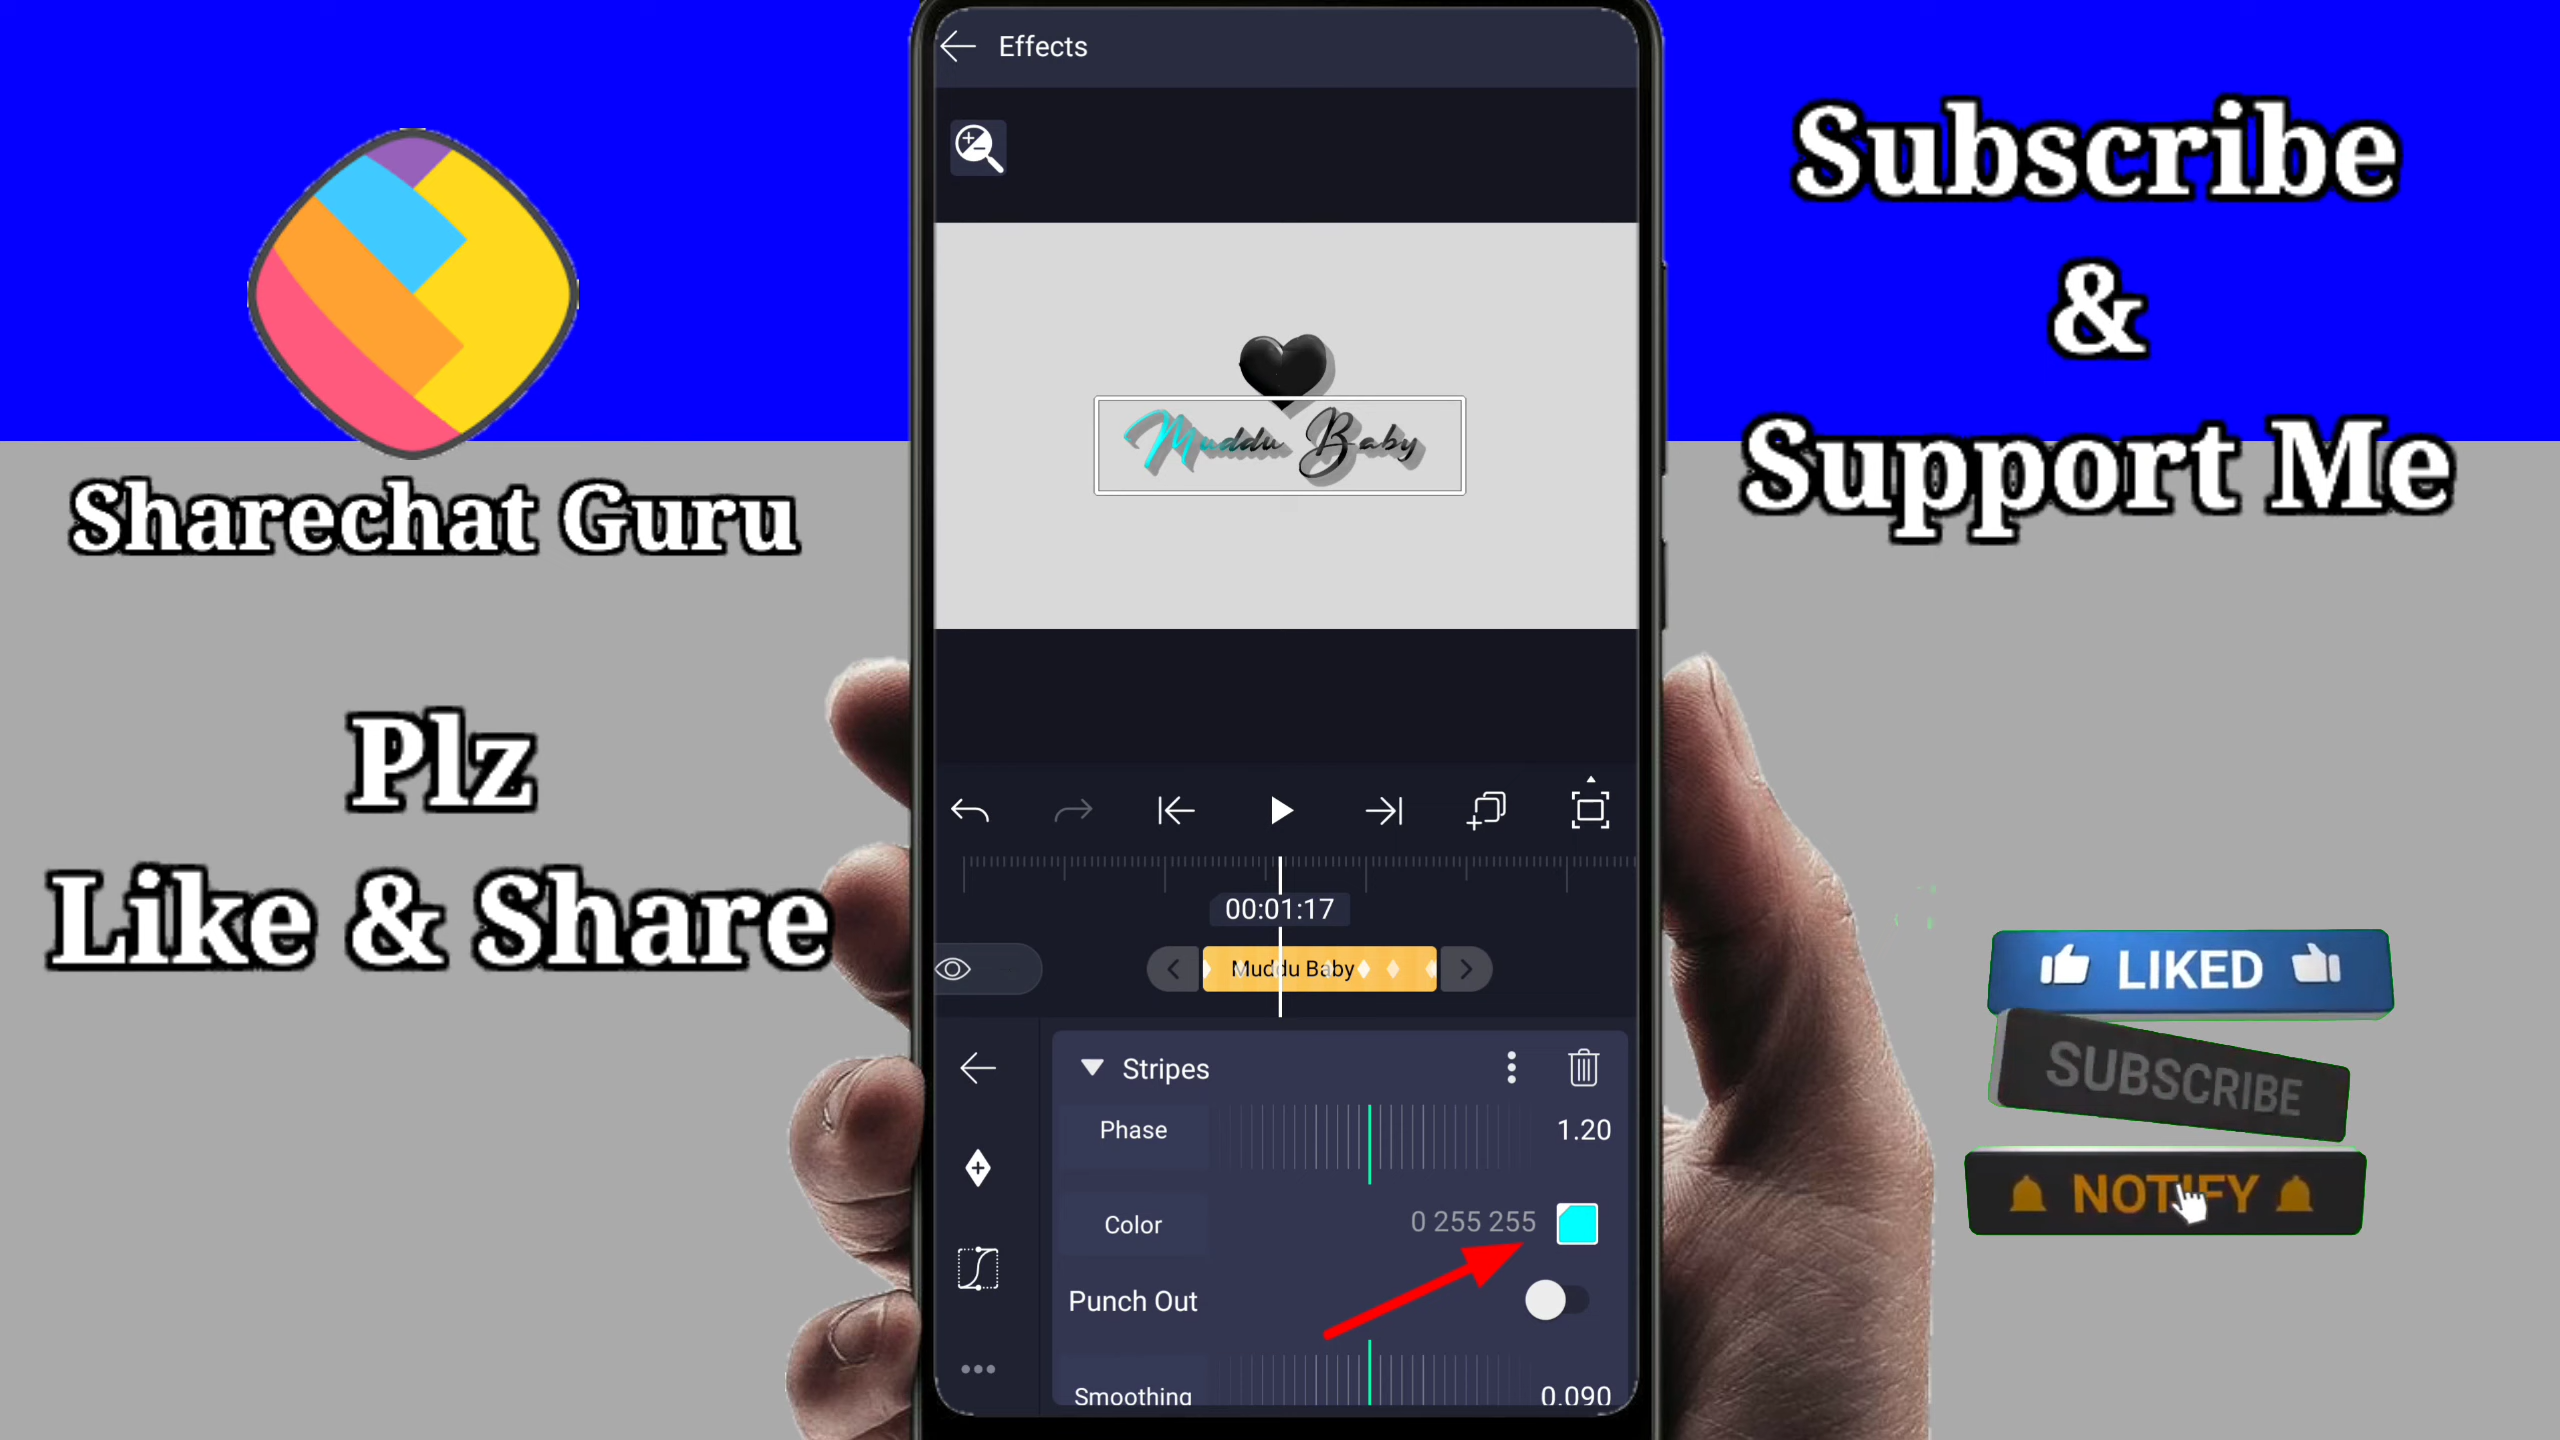 Effects
Subscribe
&
Support Me
Muddu Baby
Sharechat Guru
Plz
Like & Share
00:01:17
Muddu Baby
LIKED
SUBSCRIBE
NOTIFY
Stripes
Phase
1.20
Color
0 255 255
Punch Out
Smoothing
0.090